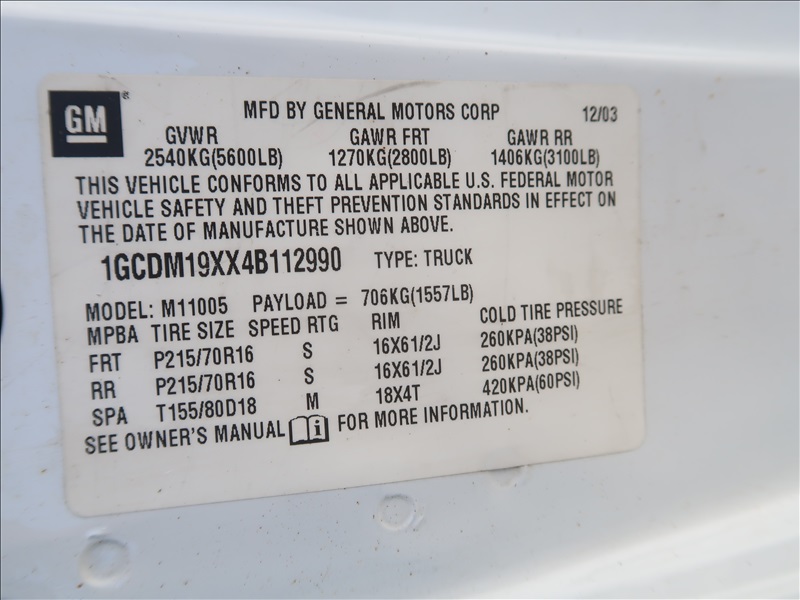 GM
MFD BY GENERAL MOTORS CORP 12/03
GVWR GAWR FRT GAWR RR
2540KG(5600LB) 1270KG(2800LB) 1406KG(3100LB)
THIS VEHICLE CONFORMS TO ALL APPLICABLE U.S. FEDERAL MOTOR
VEHICLE SAFETY AND THEFT PREVENTION STANDARDS IN EFFECT ON
THE DATE OF MANUFACTURE SHOWN ABOVE.
1GCDM19XX4B112990 TYPE: TRUCK
MODEL: M11005 PAYLOAD = 706KG(1557LB)
MPBA TIRE SIZE SPEED RTG RIM COLD TIRE PRESSURE
FRT P215/70R16 S 16X61/2J 260KPA(38PSI)
RR P215/70R16 S 16X61/2J 260KPA(38PSI)
SPA T155/80D18 M 18X4T 420KPA(60PSI)
SEE OWNER'S MANUAL i FOR MORE INFORMATION.